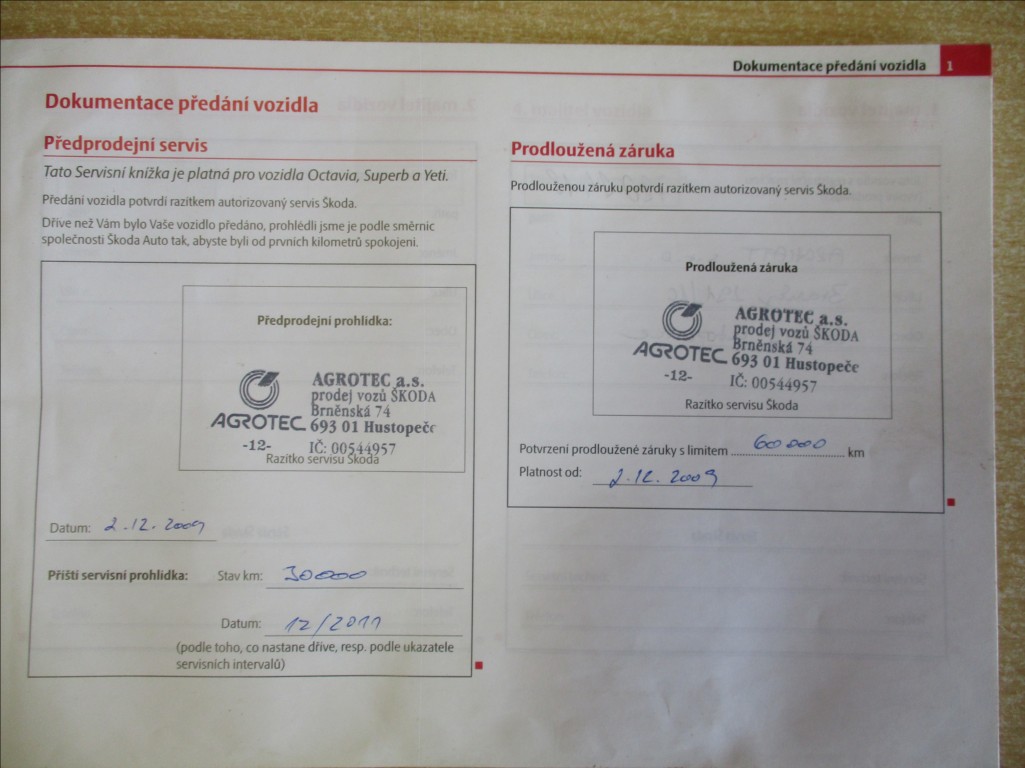 Dokumentace předání vozidla 1
Dokumentace předání vozidla
Předprodejní servis
Tato Servisní knížka je platná pro vozidla Octavia, Superb a Yeti.
Předání vozidla potvrdí razítkem autorizovaný servis Škoda.
Dříve než Vám bylo Vaše vozidlo předáno, prohlédli jsme je podle směrnic
společnosti Škoda Auto tak, abyste byli od prvních kilometrů spokojeni.
Předprodejní prohlídka:
AGROTEC
-12-
AGROTEC a.s.
prodej vozů ŠKODA
Brněnská 74
693 01 Hustopeče
IČ: 00544957
Razítko servisu Škoda
Datum: 2.12.2009
Příští servisní prohlídka: Stav km: 30000
Datum: 12/2011
(podle toho, co nastane dříve, resp. podle ukazatele
servisních intervalů)
Prodloužená záruka
Prodlouženou záruku potvrdí razítkem autorizovaný servis Škoda.
Prodloužená záruka
AGROTEC
-12-
AGROTEC a.s.
prodej vozů ŠKODA
Brněnská 74
693 01 Hustopeče
IČ: 00544957
Razítko servisu Škoda
Potvrzení prodloužené záruky s limitem 60000 km
Platnost od: 2.12.2009